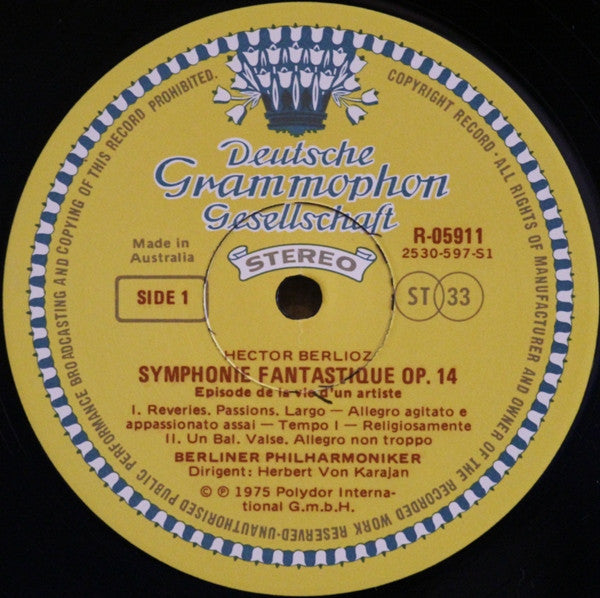 COPYRIGHT RECORD · ALL RIGHTS OF MANUFACTURER AND OWNER OF THE RECORDED WORK RESERVED-UNAUTHORISED PUBLIC PERFORMANCE BROADCASTING AND COPYING OF THIS RECORD PROHIBITED.
Deutsche
Grammophon
Gesellschaft
Made in
Australia
STEREO
R-05911
2530-597-S1
SIDE 1
ST 33
HECTOR BERLIOZ
SYMPHONIE FANTASTIQUE OP. 14
Episode de la vie d'un artiste
I. Reveries. Passions. Largo — Allegro agitato e
appassionato assai — Tempo I — Religiosamente
II. Un Bal. Valse. Allegro non troppo
BERLINER PHILHARMONIKER
Dirigent: Herbert Von Karajan
© ℗ 1975 Polydor Interna-
tional G.m.b.H.